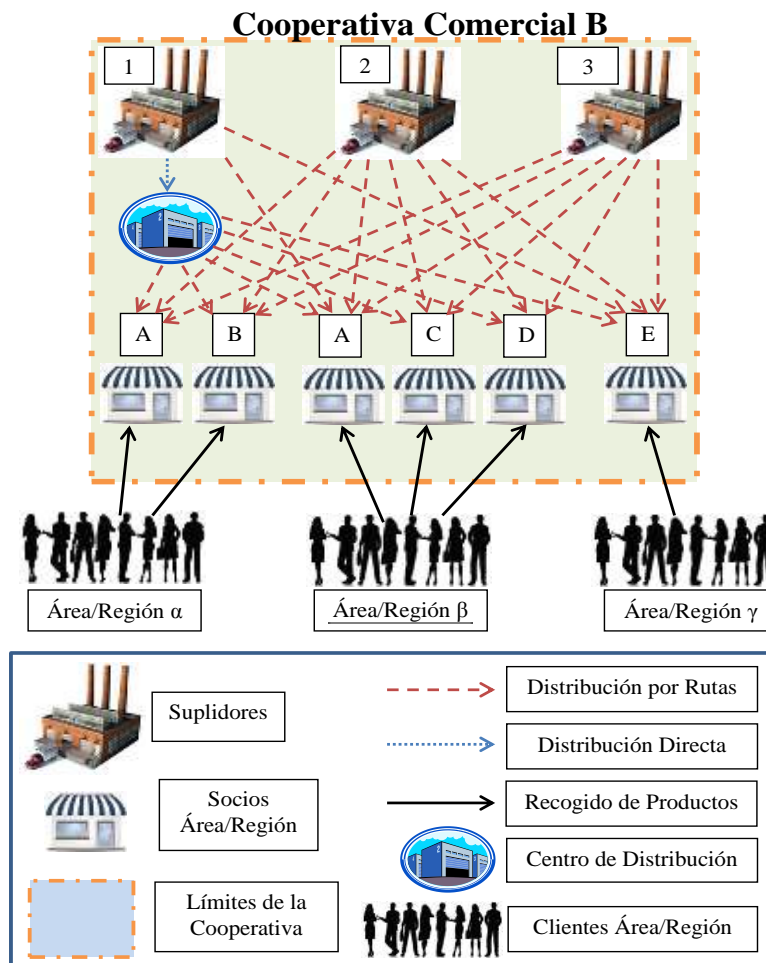 Cooperativa Comercial B
1
2
3
A
B
A
C
D
E
Área/Región α
Área/Región β
Área/Región γ
Suplidores
Distribución por Rutas
Distribución Directa
Socios
Área/Región
Recogido de Productos
Centro de Distribución
Límites de la
Cooperativa
Clientes Área/Región